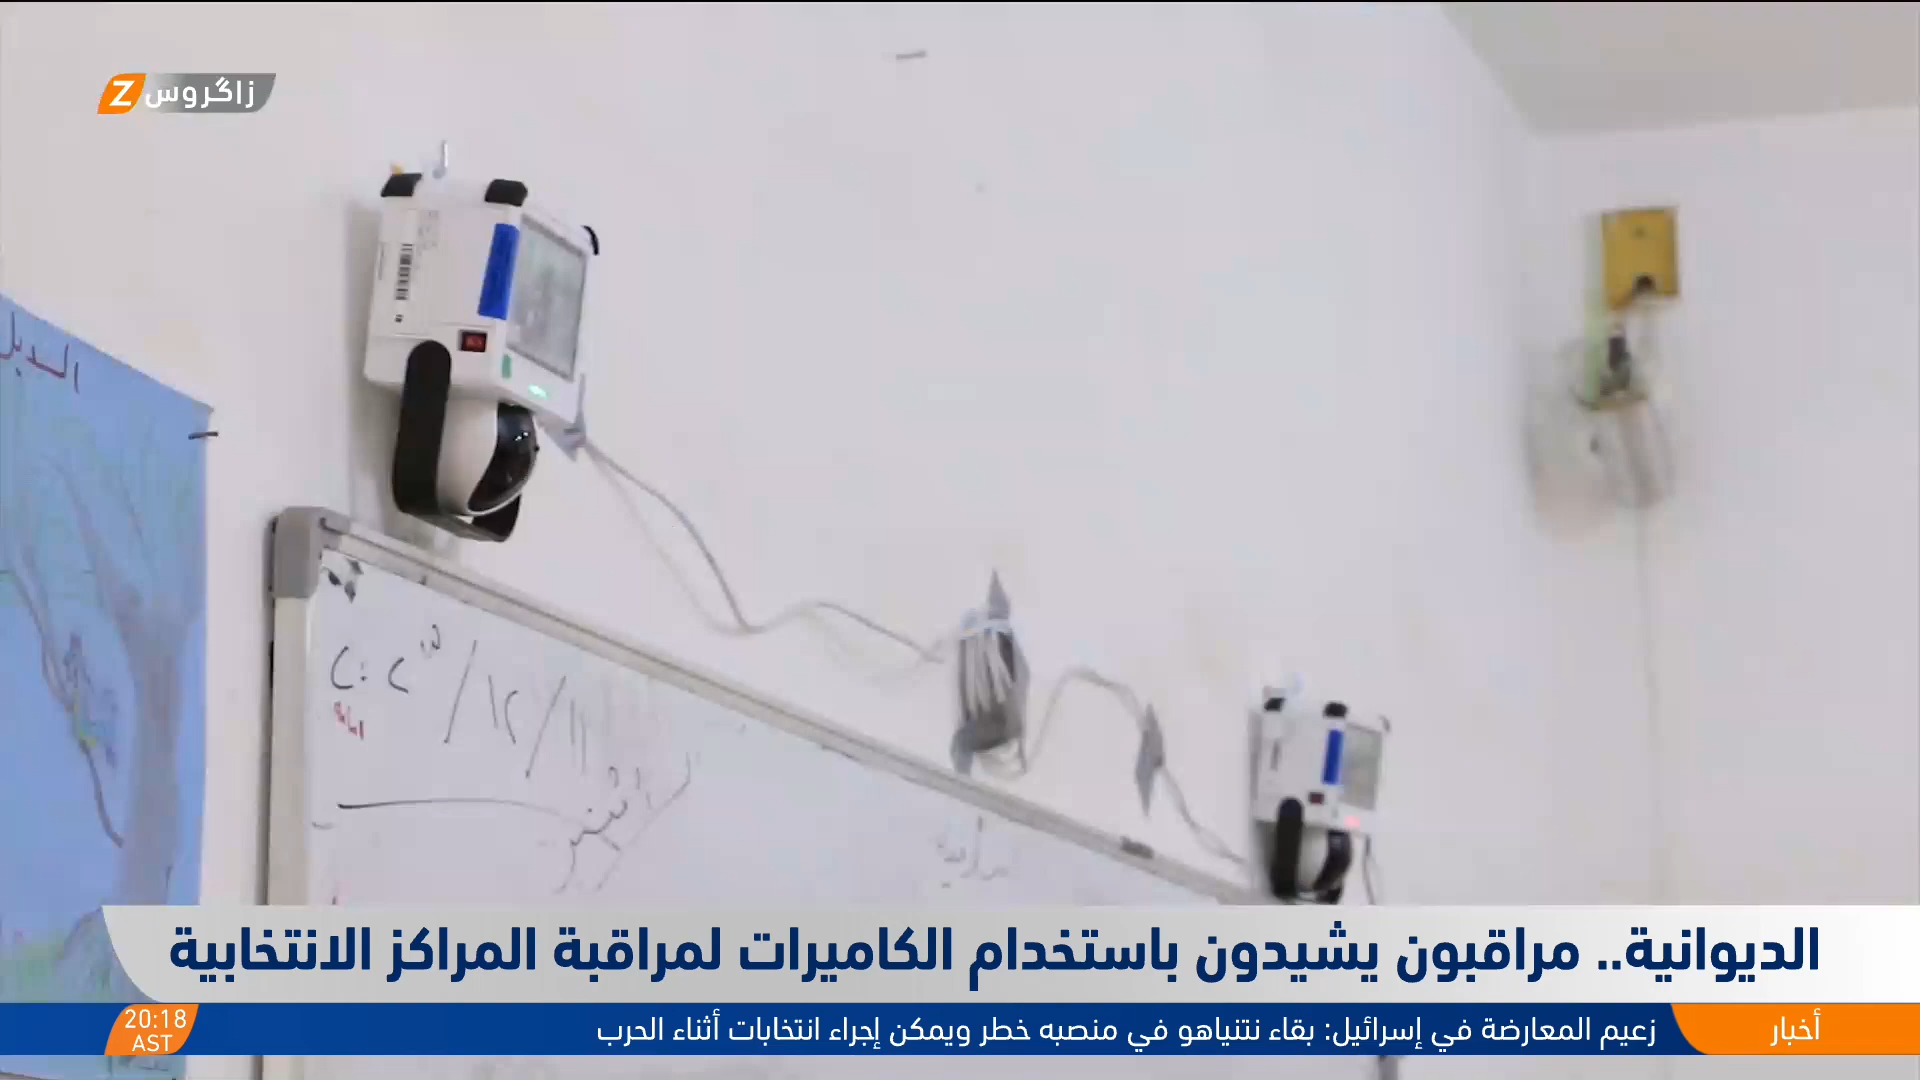 زاگروس Z
الديوانية.. مراقبون يشيدون باستخدام الكاميرات لمراقبة المراكز الانتخابية
أخبار
زعيم المعارضة في إسرائيل: بقاء نتنياهو في منصبه خطر ويمكن إجراء انتخابات أثناء الحرب
20:18
AST